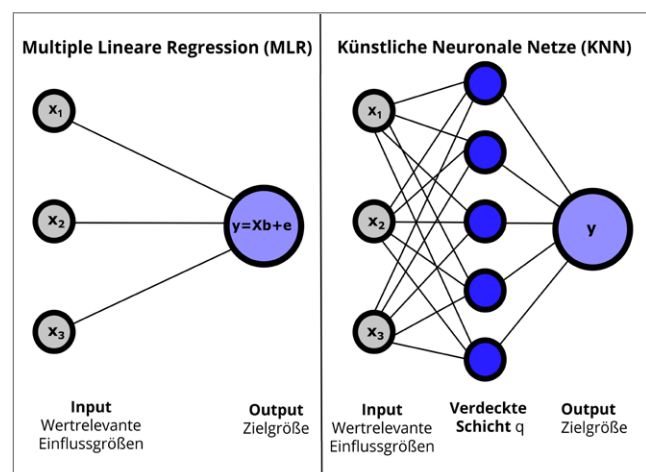 Multiple Lineare Regression (MLR)
x1
x2
x3
y=Xb+e
Input
Wertrelevante
Einflussgrößen
Output
Zielgröße
Künstliche Neuronale Netze (KNN)
x1
x2
x3
y
Input
Wertrelevante
Einflussgrößen
Verdeckte
Schicht q
Output
Zielgröße